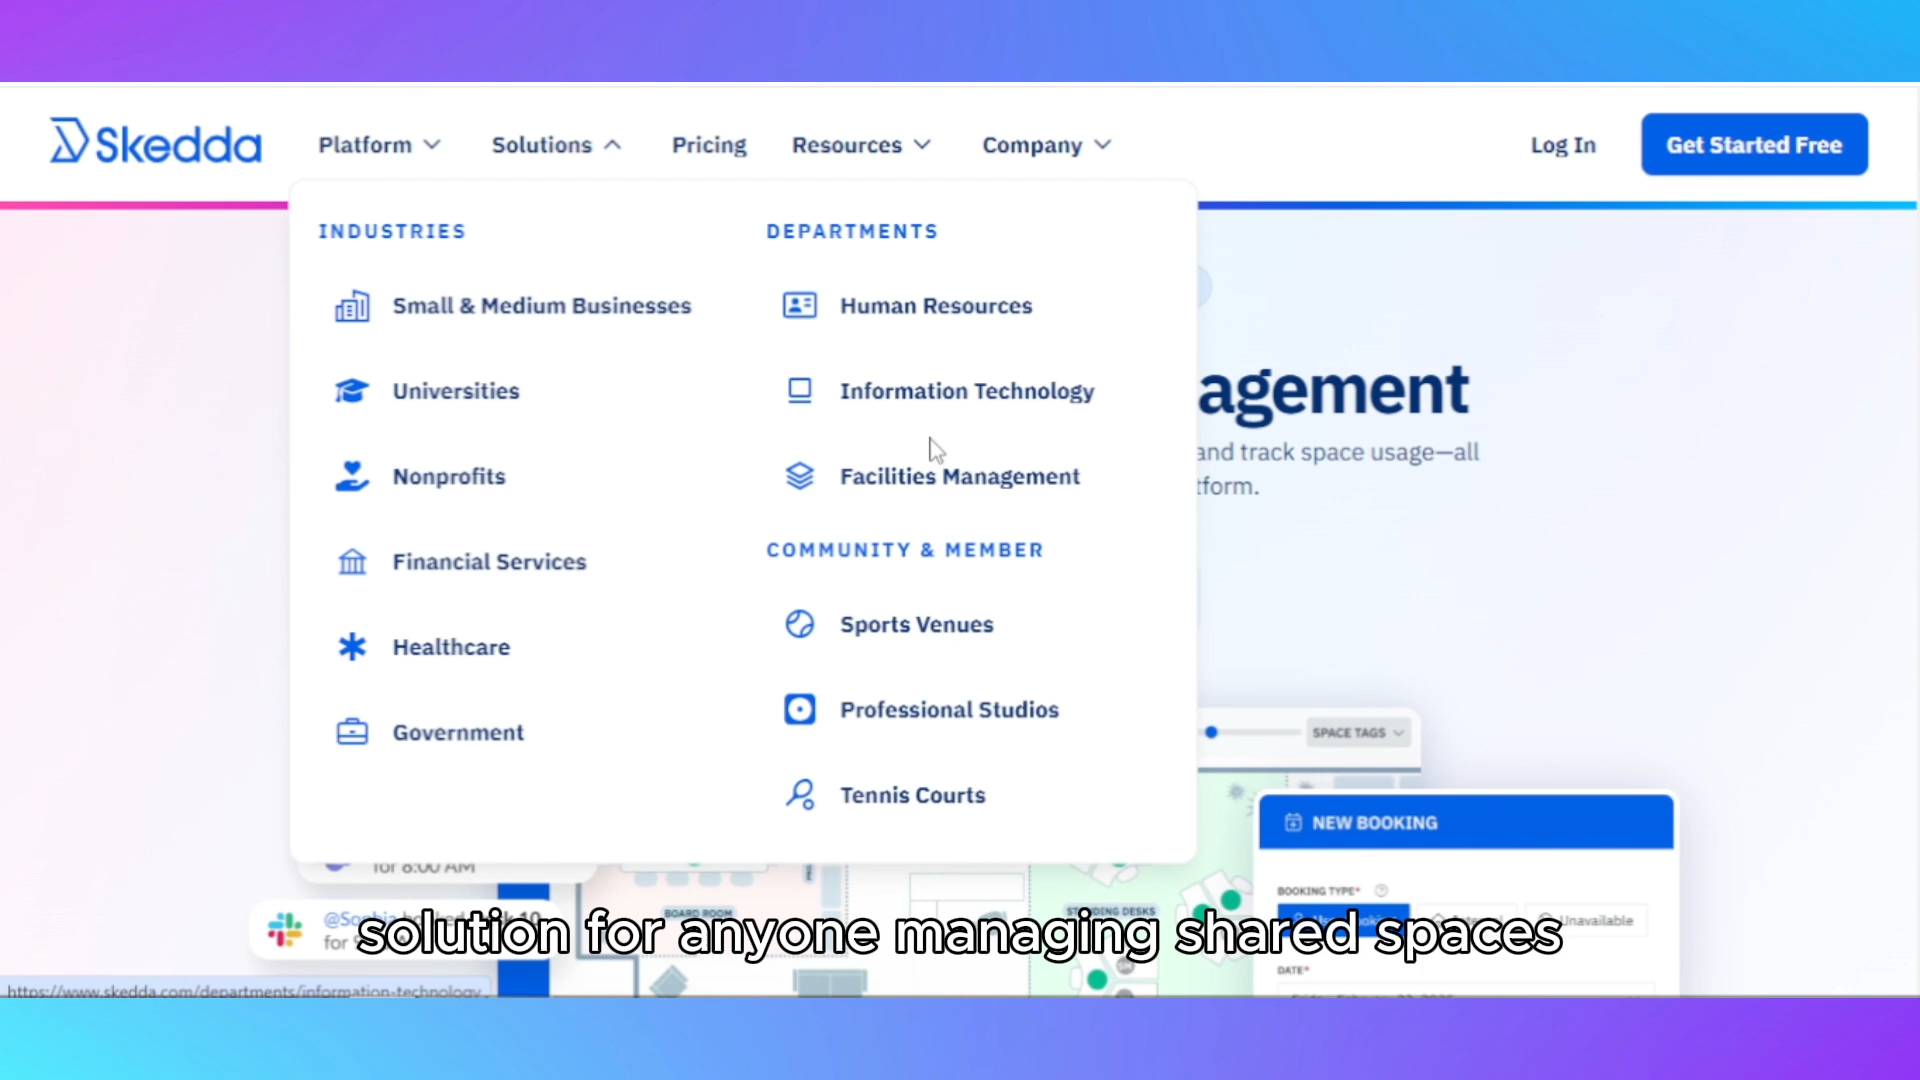 Skedda
Platform
Solutions
Pricing
Resources
Company
Log In
Get Started Free
INDUSTRIES
Small & Medium Businesses
Universities
Nonprofits
Financial Services
Healthcare
Government
DEPARTMENTS
Human Resources
Information Technology
Facilities Management
COMMUNITY & MEMBER
Sports Venues
Professional Studios
Tennis Courts
agement
and track space usage—all
tform.
SPACE TAGS
NEW BOOKING
BOOKING TYPE*
Unavailable
DATE*
for 8:00 AM
BOARD ROOM
for
solution for anyone managing shared spaces
https://www.skedda.com/departments/information-technology